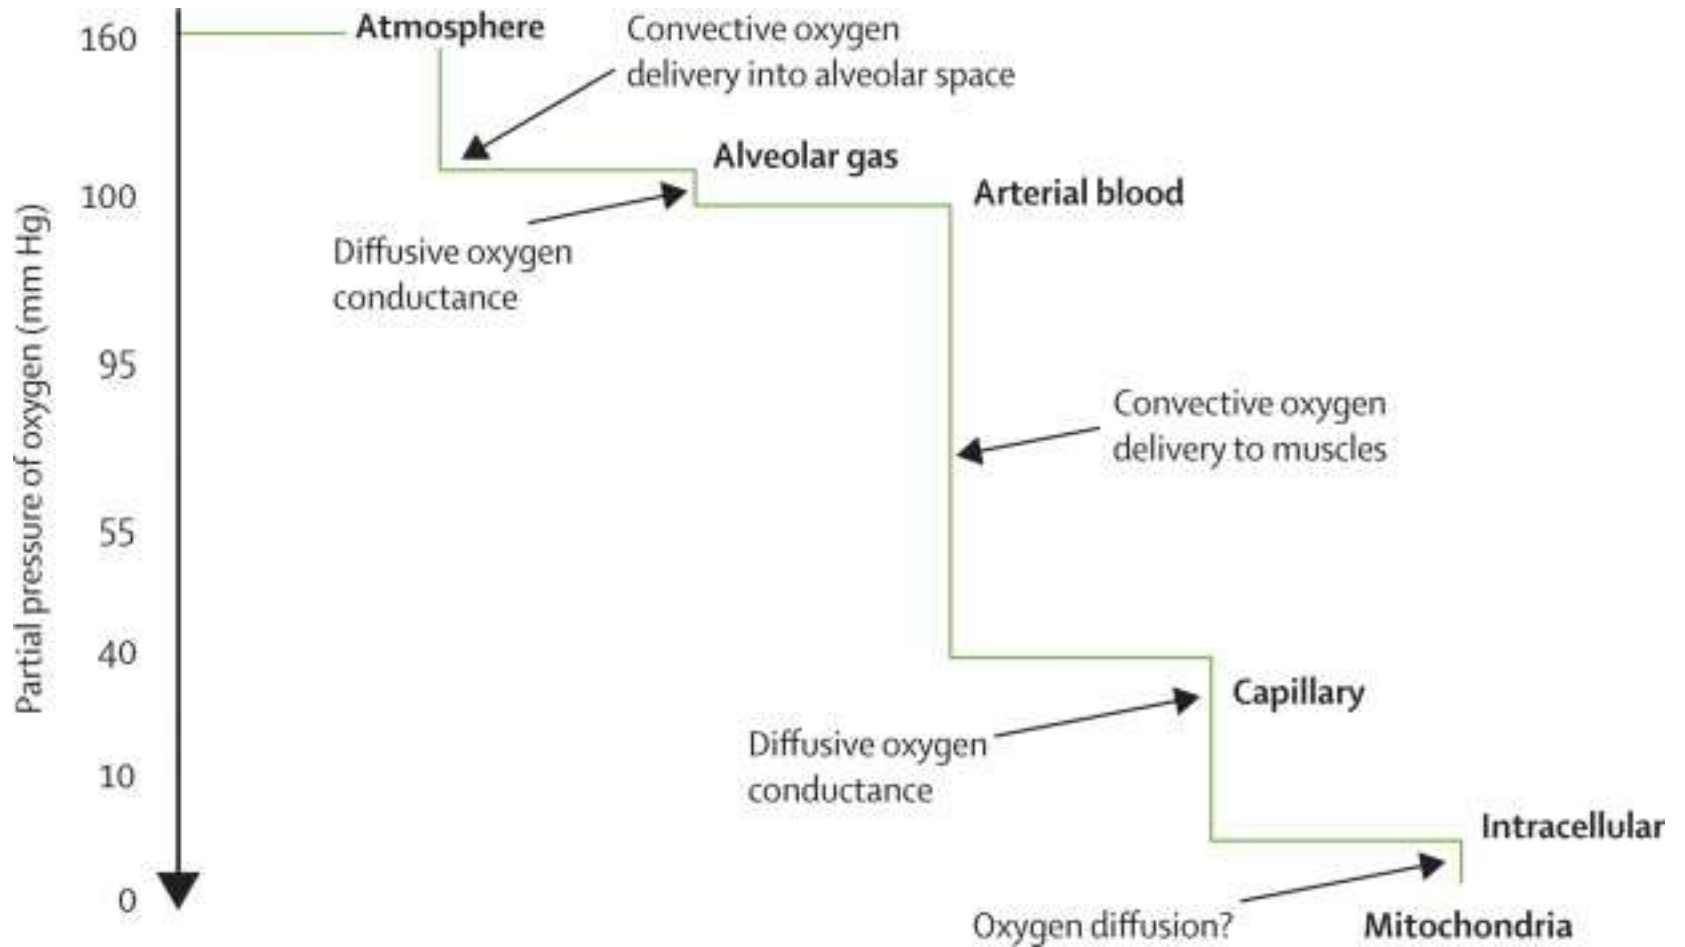 Partial pressure of oxygen (mm Hg)
160
100
95
55
40
10
0
Atmosphere
Convective oxygen
delivery into alveolar space
Alveolar gas
Diffusive oxygen
conductance
Arterial blood
Convective oxygen
delivery to muscles
Capillary
Diffusive oxygen
conductance
Intracellular
Oxygen diffusion?
Mitochondria